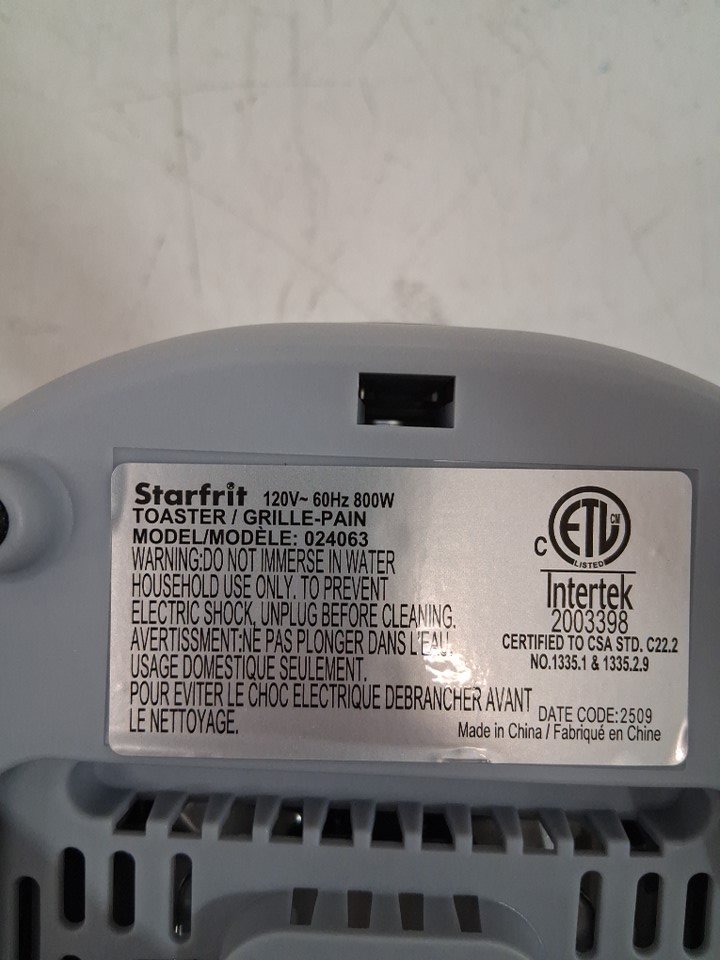 Starfrit 120V~ 60Hz 800W
TOASTER / GRILLE-PAIN
MODEL/MODÈLE: 024063
WARNING:DO NOT IMMERSE IN WATER
HOUSEHOLD USE ONLY. TO PREVENT
ELECTRIC SHOCK, UNPLUG BEFORE CLEANING.
AVERTISSEMENT:NE PAS PLONGER DANS L'EAU.
USAGE DOMESTIQUE SEULEMENT.
POUR EVITER LE CHOC ELECTRIQUE DEBRANCHER AVANT
LE NETTOYAGE.
C ETL CM
LISTED
Intertek
2003398
CERTIFIED TO CSA STD. C22.2
NO.1335.1 & 1335.2.9
DATE CODE:2509
Made in China / Fabriqué en Chine